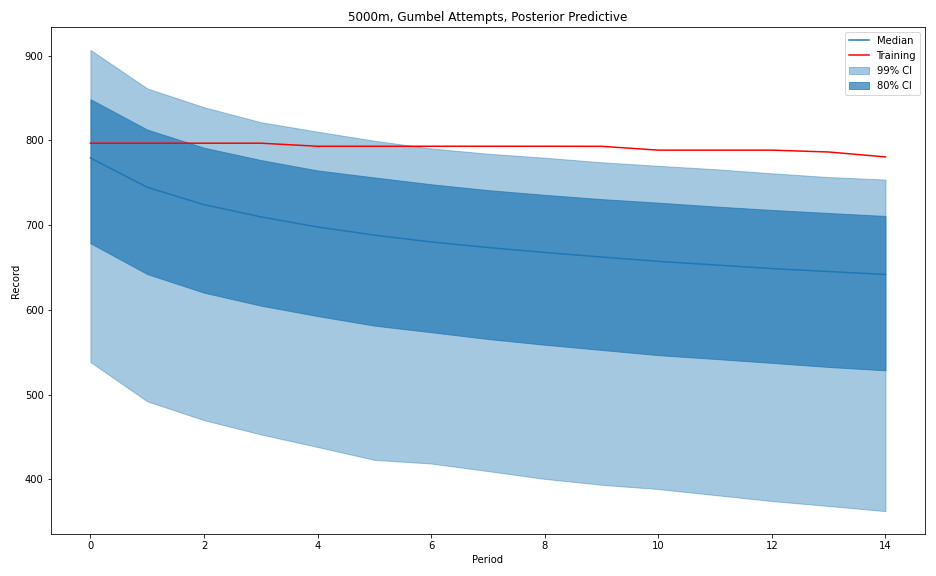 5000m, Gumbel Attempts, Posterior Predictive
Median
Training
99% CI
80% CI
900
800
700
600
500
400
Record
0 2 4 6 8 10 12 14
Period